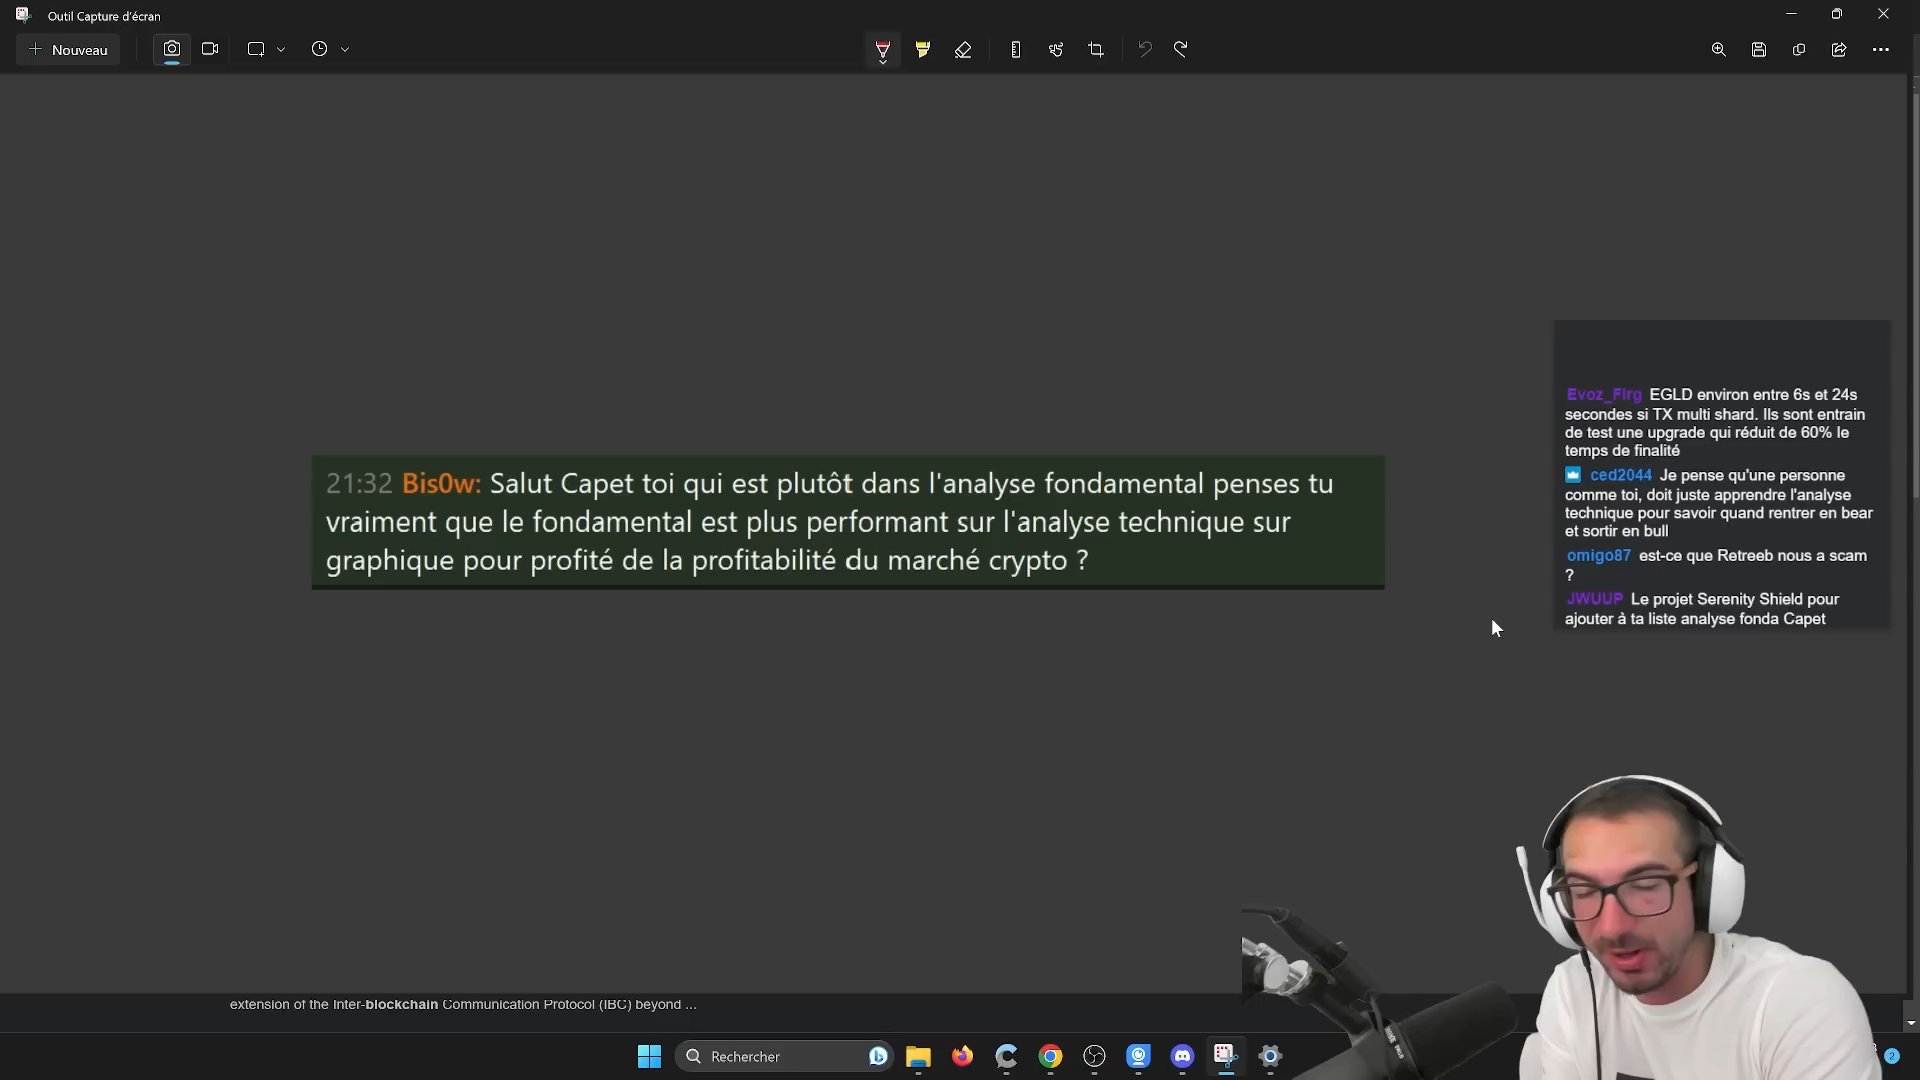 Outil Capture d'écran
Nouveau
21:32 Bis0w: Salut Capet toi qui est plutôt dans l'analyse fondamental penses tu
vraiment que le fondamental est plus performant sur l'analyse technique sur
graphique pour profité de la profitabilité du marché crypto ?
Evoz_Firg EGLD environ entre 6s et 24s
secondes si TX multi shard. Ils sont entrain
de test une upgrade qui réduit de 60% le
temps de finalité
ced2044 Je pense qu'une personne
comme toi, doit juste apprendre l'analyse
technique pour savoir quand rentrer en bear
et sortir en bull
omigo87 est-ce que Retreeb nous a scam
?
JWUUP Le projet Serenity Shield pour
ajouter à ta liste analyse fonda Capet
extension of the Inter-blockchain Communication Protocol (IBC) beyond ...
Rechercher
2